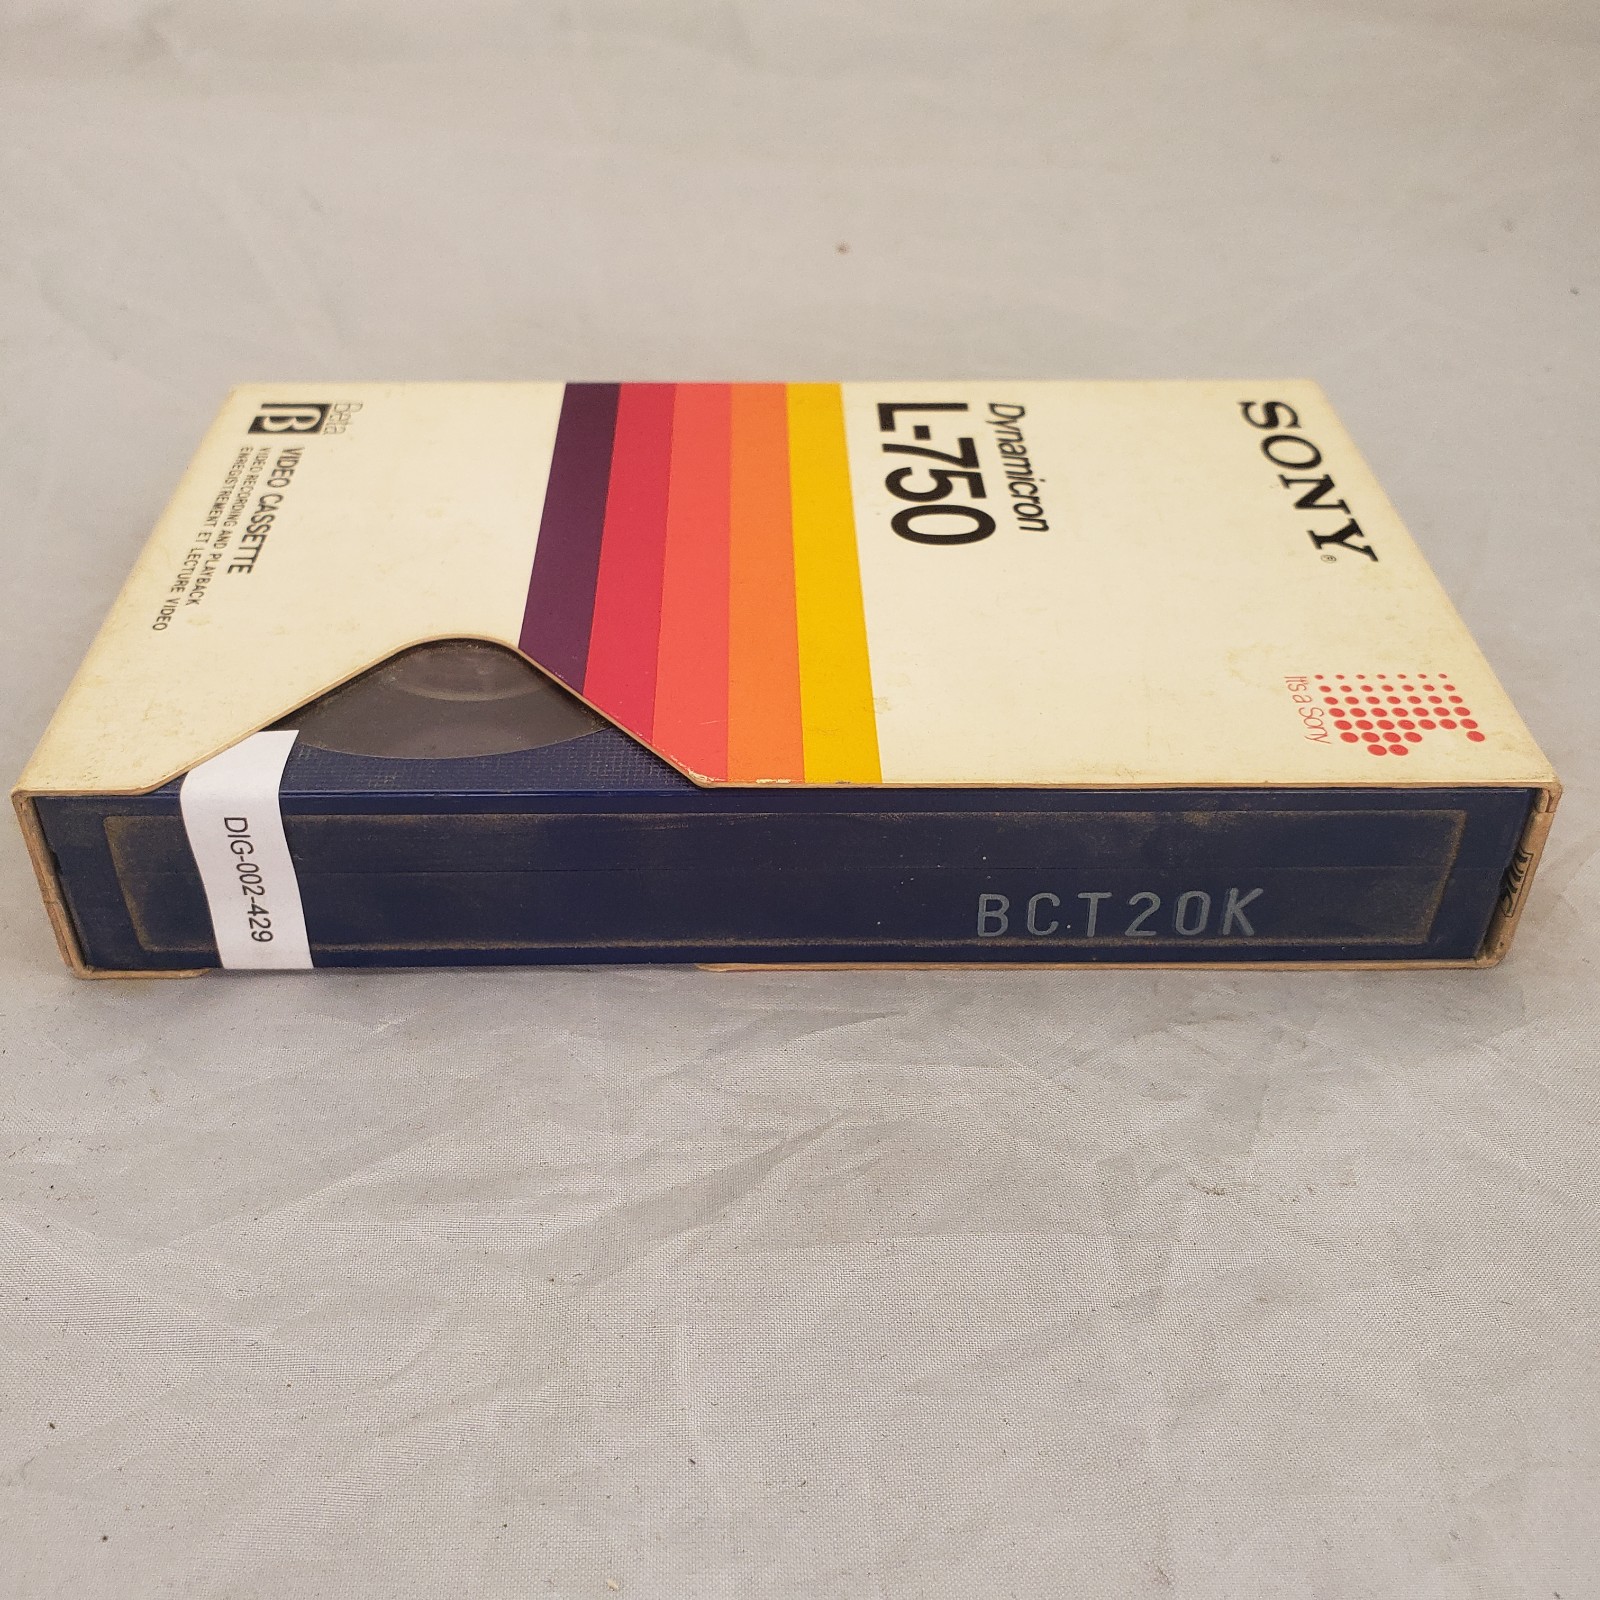 SONY®
It's a Sony
Dynamicron
L-750
Beta
VIDEO CASSETTE
VIDEO RECORDING AND PLAYBACK
ENREGISTREMENT ET LECTURE VIDÉO
DIG-002-429
BCT20K